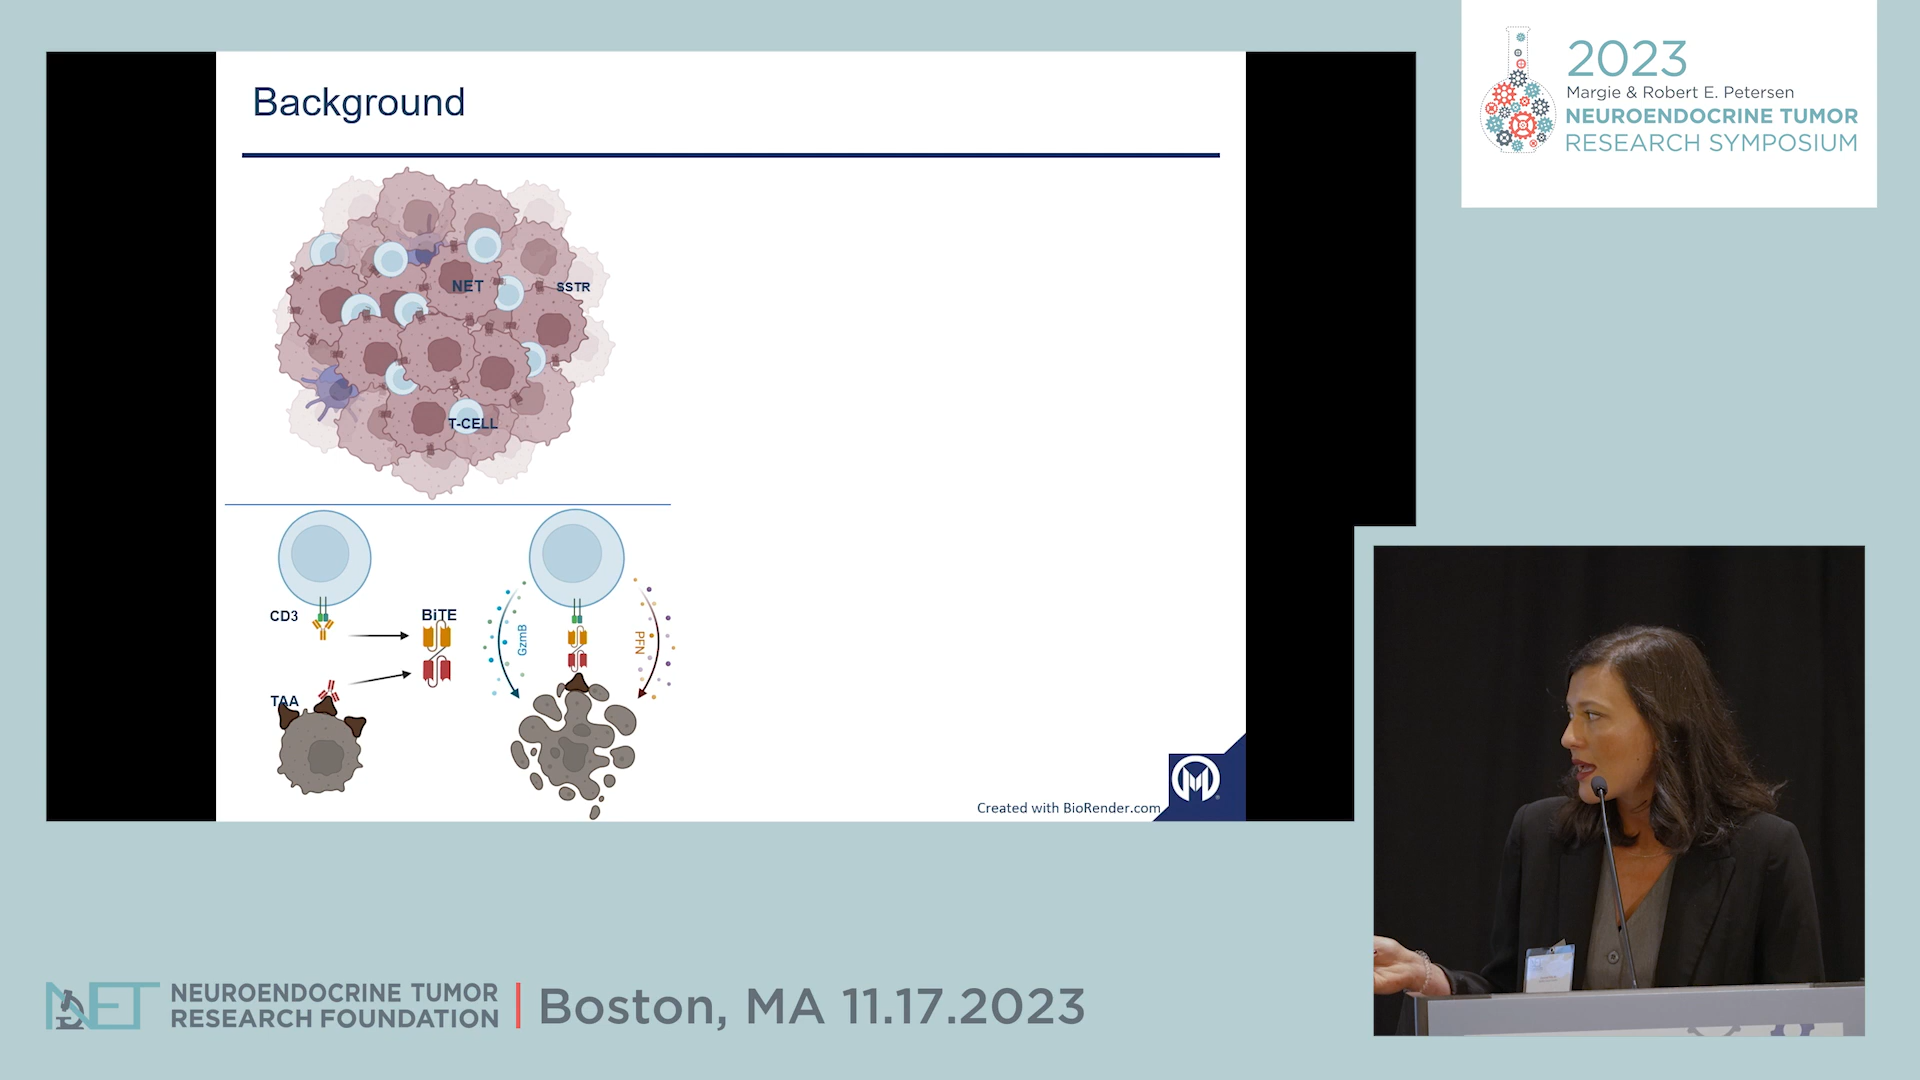 Background
NET
SSTR
T-CELL
CD3
BiTE
GzmB
PFN
TAA
Created with BioRender.com
2023
Margie & Robert E. Petersen
NEUROENDOCRINE TUMOR
RESEARCH SYMPOSIUM
NET
NEUROENDOCRINE TUMOR
RESEARCH FOUNDATION
Boston, MA 11.17.2023